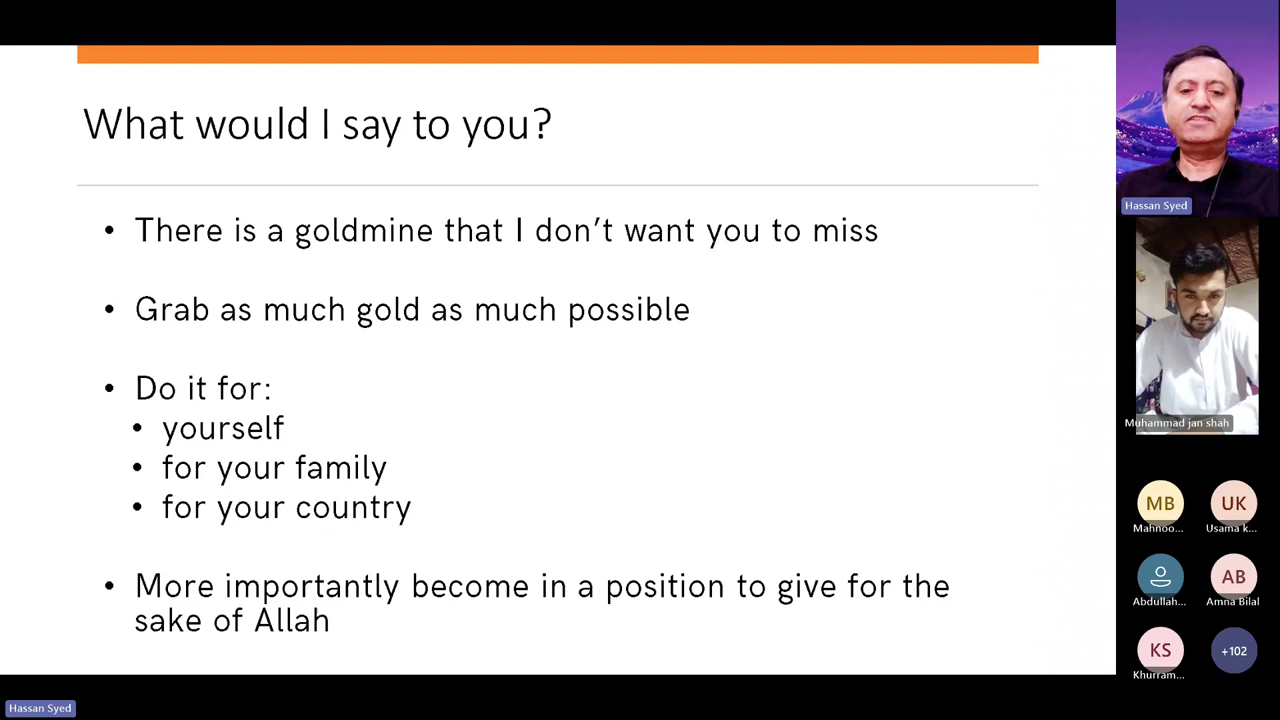 What would I say to you?
• There is a goldmine that I don’t want you to miss
• Grab as much gold as much possible
• Do it for:
• yourself
• for your family
• for your country
• More importantly become in a position to give for the
sake of Allah
Hassan Syed
Muhammad jan shah
MB
UK
Mahnoo...
Usama k...
AB
Abdullah...
Amna Bilal
KS
+102
Khurram...
Hassan Syed